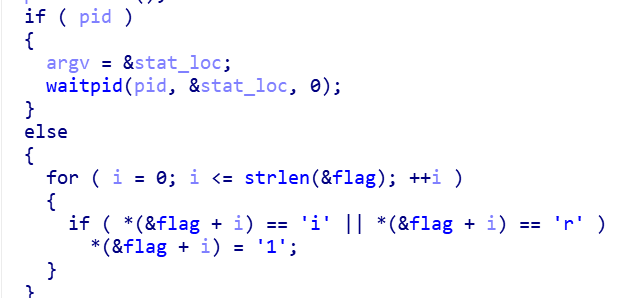 if ( pid )
{
argv = &stat_loc;
waitpid(pid, &stat_loc, 0);
}
else
{
for ( i = 0; i <= strlen(&flag); ++i )
{
if ( *(&flag + i) == 'i' || *(&flag + i) == 'r' )
*(&flag + i) = '1';
}
}